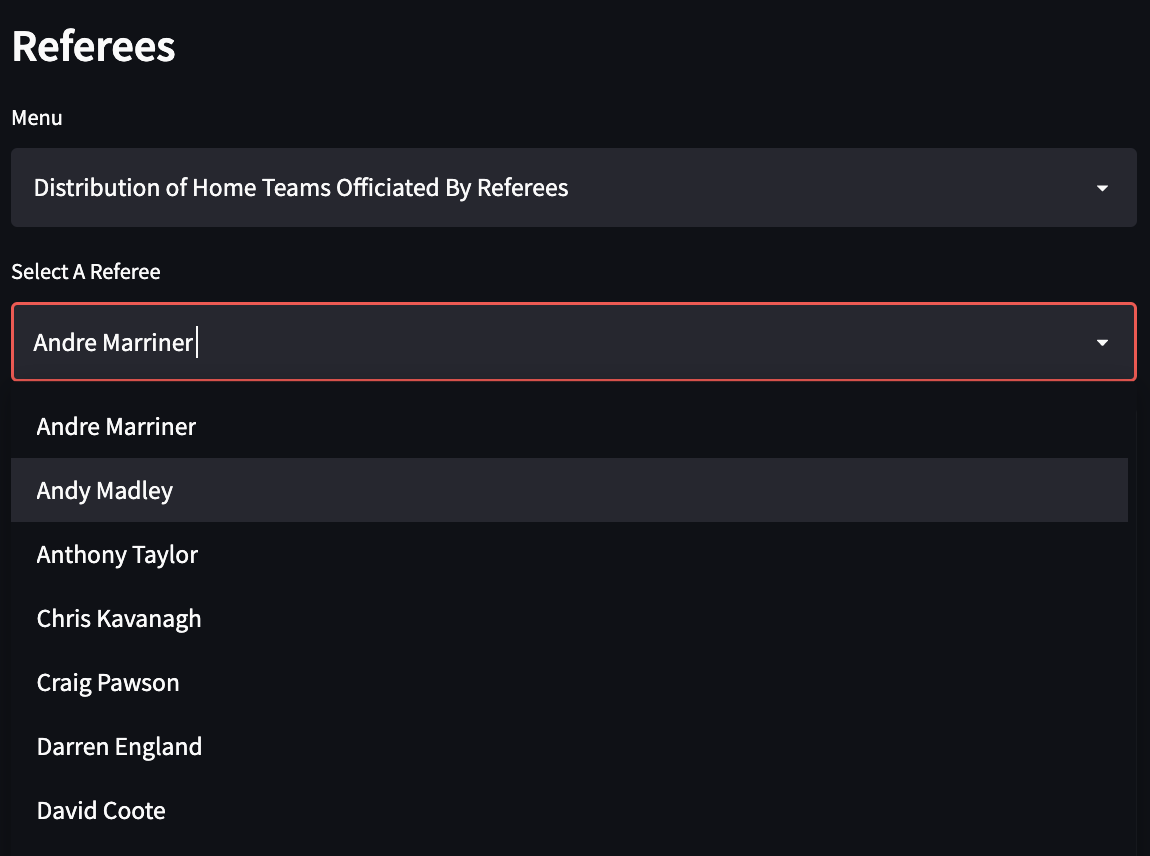 Referees
Menu
Distribution of Home Teams Officiated By Referees
Select A Referee
Andre Marriner
Andre Marriner
Andy Madley
Anthony Taylor
Chris Kavanagh
Craig Pawson
Darren England
David Coote